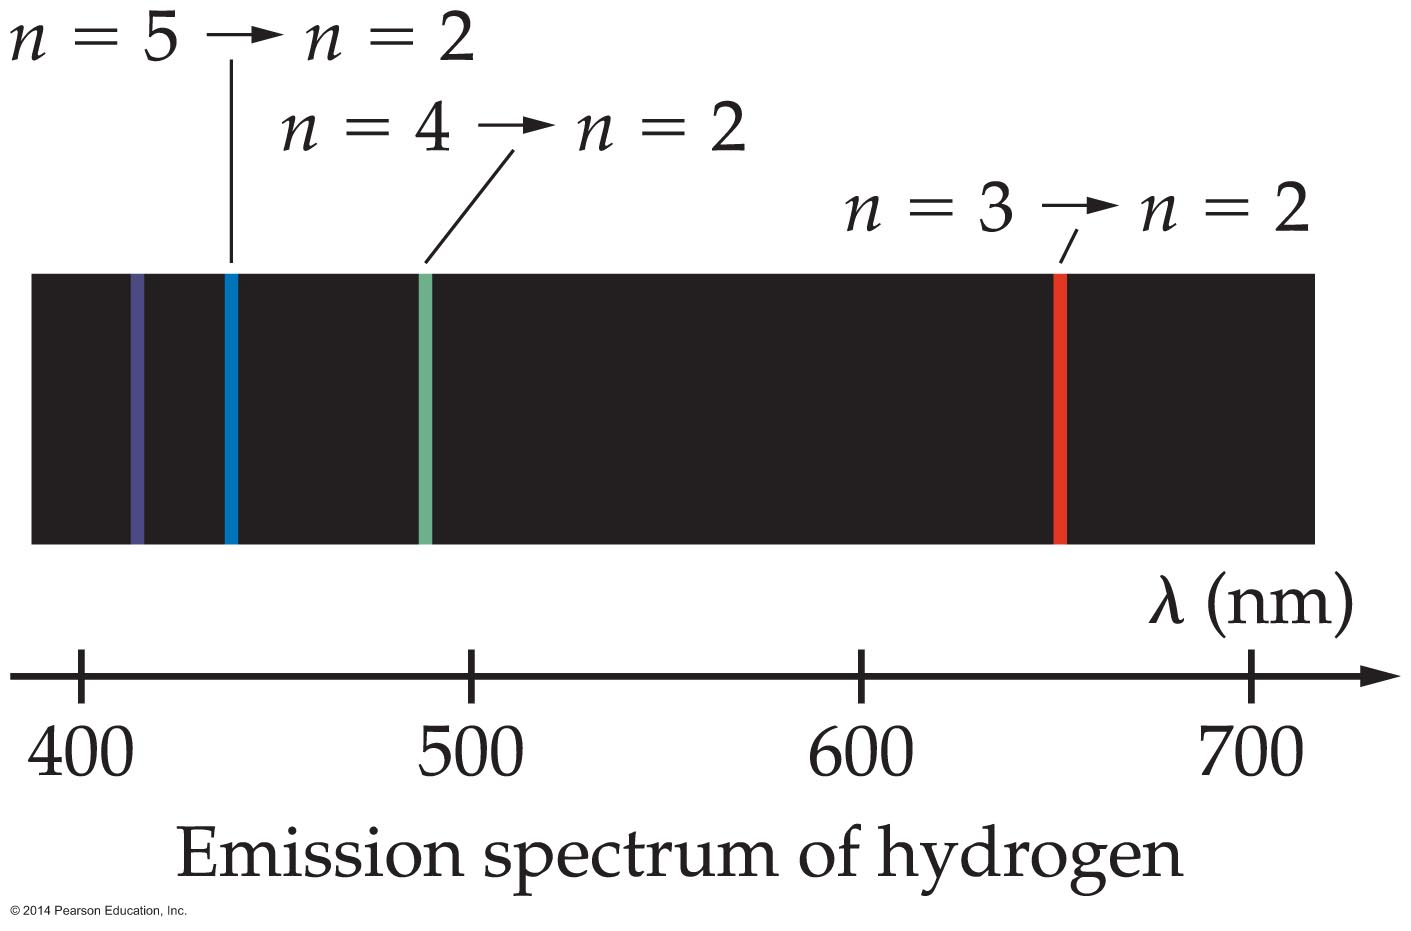 n = 5 → n = 2
n = 4 → n = 2
n = 3 → n = 2
λ (nm)
400 500 600 700
Emission spectrum of hydrogen
© 2014 Pearson Education, Inc.